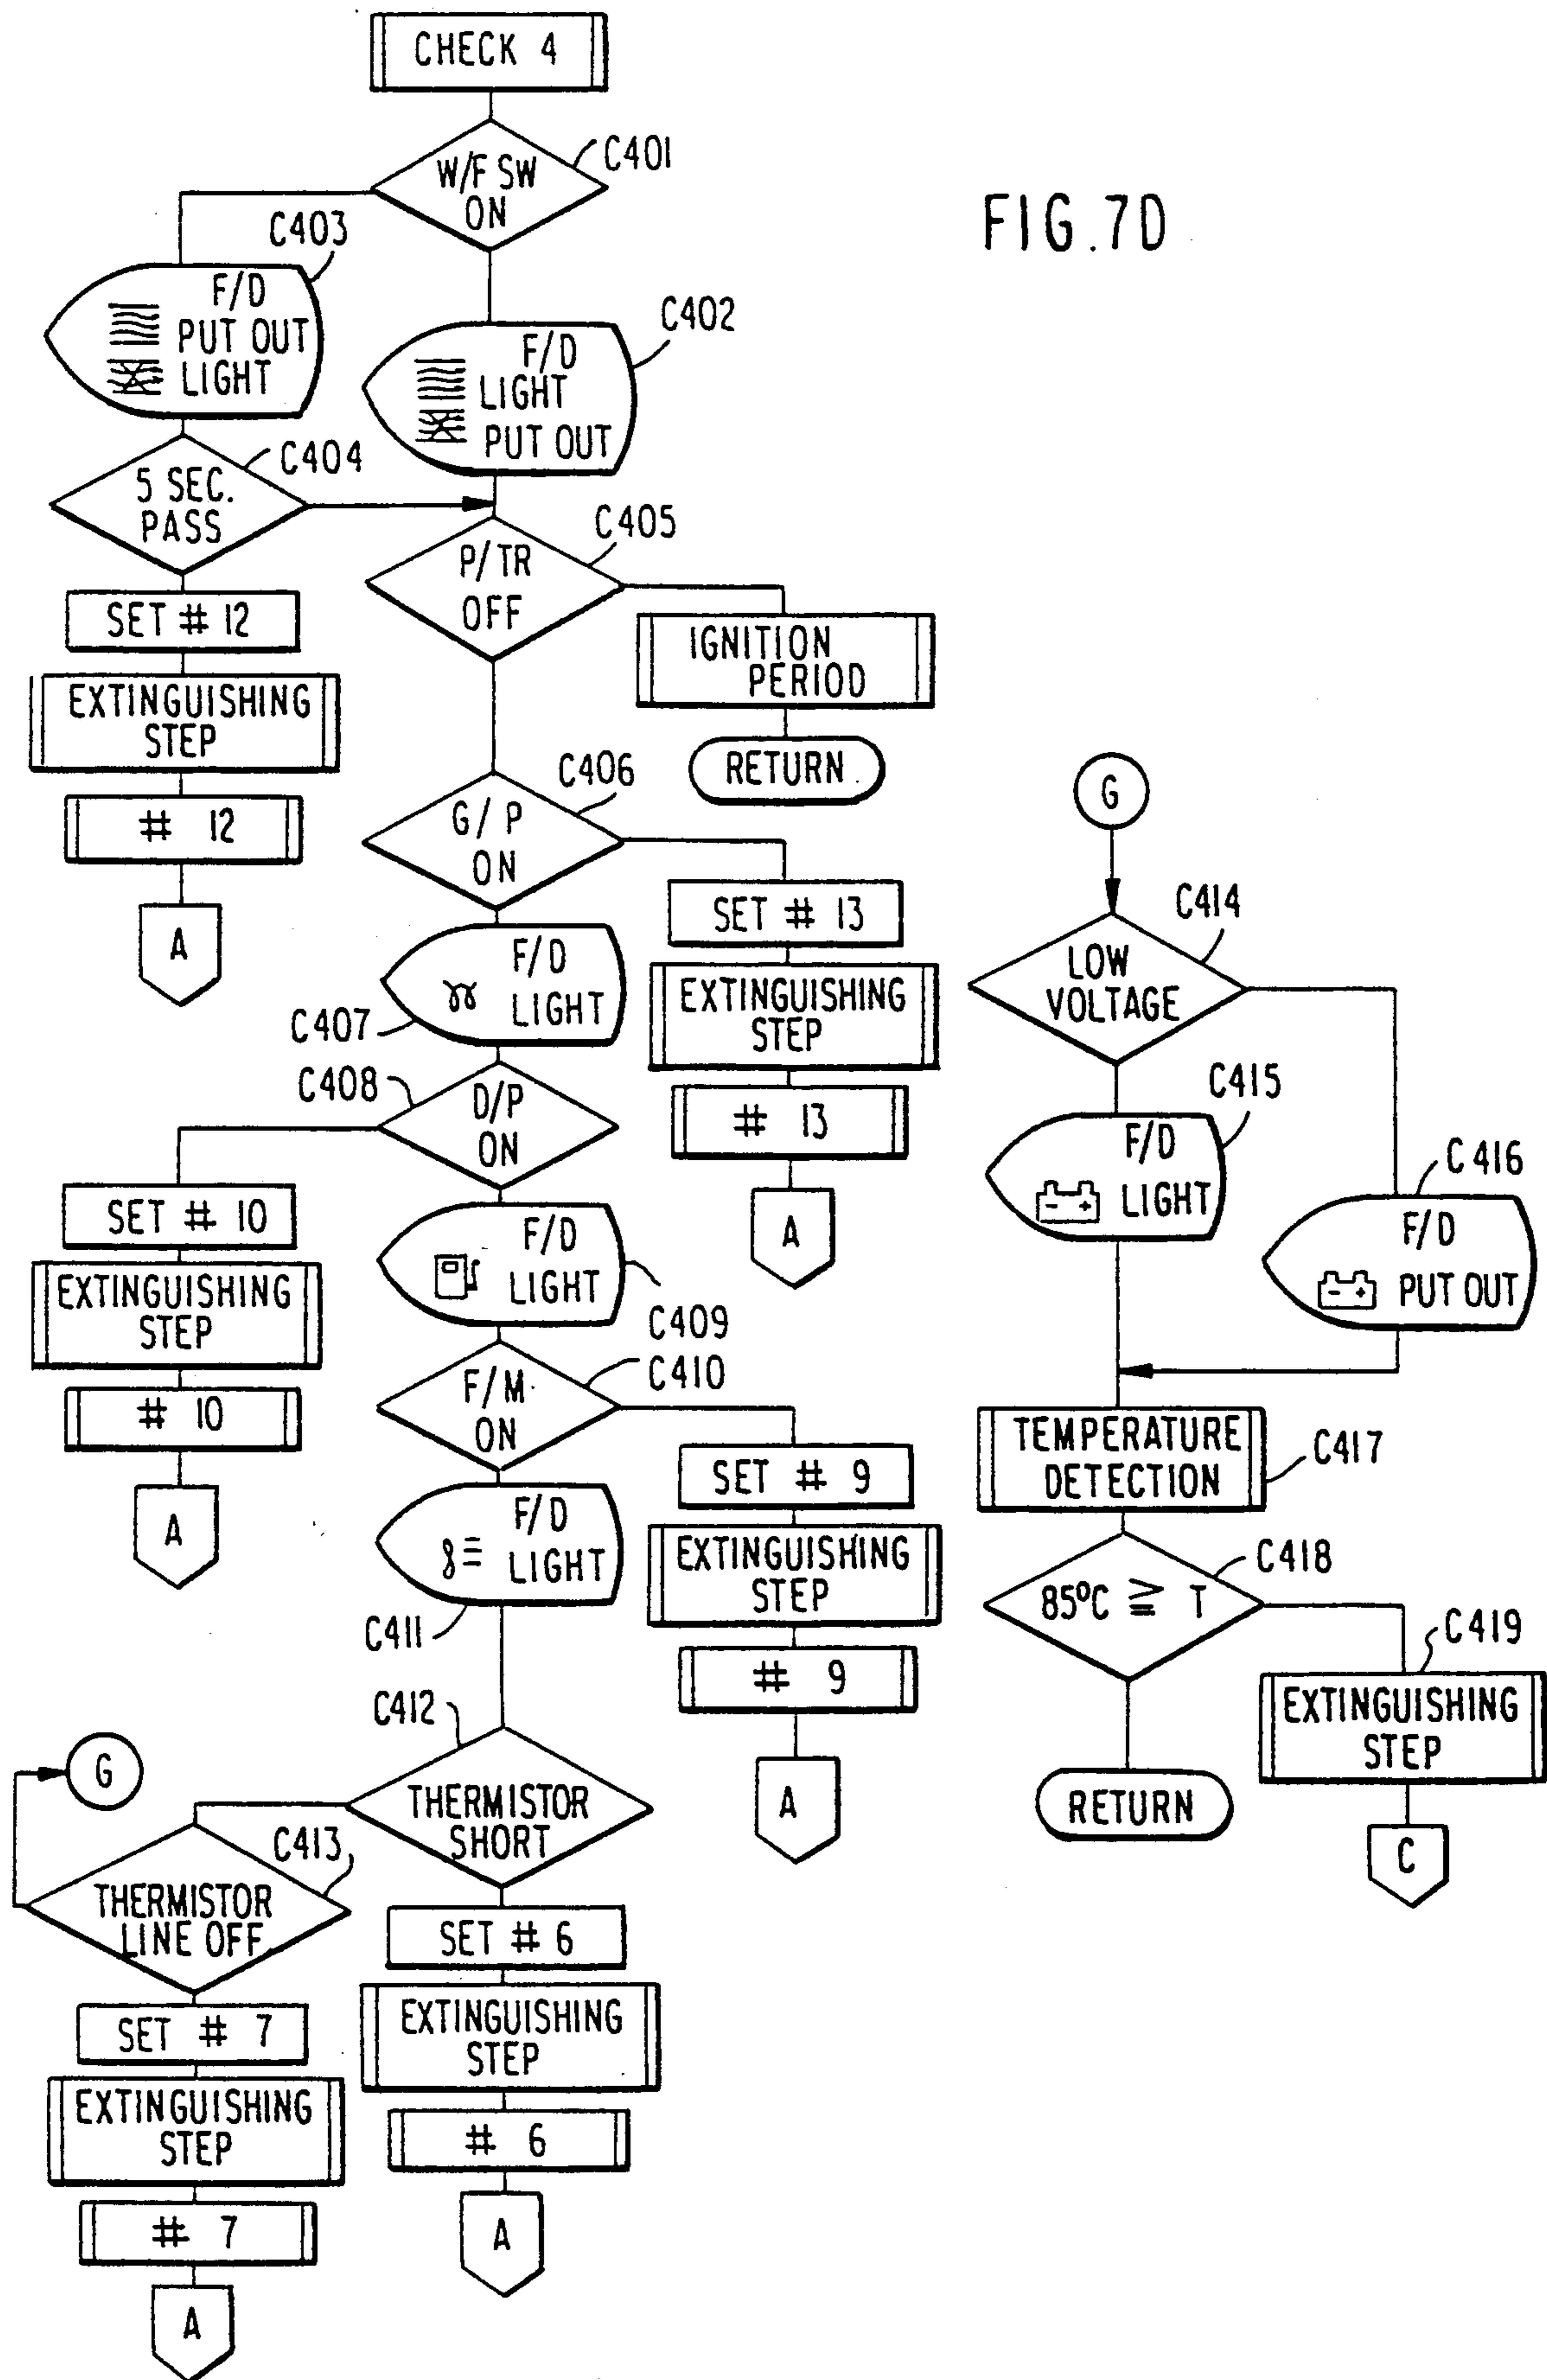 CHECK 4
W/F SW
ON
C401
FIG.7D
C403
F/D
PUT OUT
LIGHT
C402
F/D
LIGHT
PUT OUT
C404
5 SEC.
PASS
C405
P/TR
OFF
SET # 12
IGNITION
PERIOD
EXTINGUISHING
STEP
RETURN
# 12
A
C406
G/P
ON
SET # 13
C407
F/D
LIGHT
EXTINGUISHING
STEP
C408
D/P
ON
# 13
A
SET # 10
EXTINGUISHING
STEP
# 10
A
F/D
LIGHT
C409
C410
F/M
ON
SET # 9
F/D
LIGHT
C411
EXTINGUISHING
STEP
# 9
A
C412
THERMISTOR
SHORT
G
C413
THERMISTOR
LINE OFF
SET # 6
EXTINGUISHING
STEP
# 6
A
SET # 7
EXTINGUISHING
STEP
# 7
A
G
C414
LOW
VOLTAGE
C415
F/D
- +
LIGHT
C416
F/D
- +
PUT OUT
TEMPERATURE
DETECTION
C417
C418
85°C ≧ T
C419
EXTINGUISHING
STEP
RETURN
C